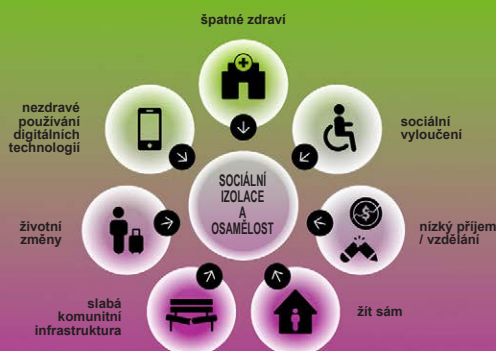 špatné zdraví
nezdravé
používání
digitálních
technologií
sociální
vyloučení
SOCIÁLNÍ
IZOLACE
A
OSAMĚLOST
životní
změny
nízký příjem
/ vzdělání
slabá
komunitní
infrastruktura
žít sám